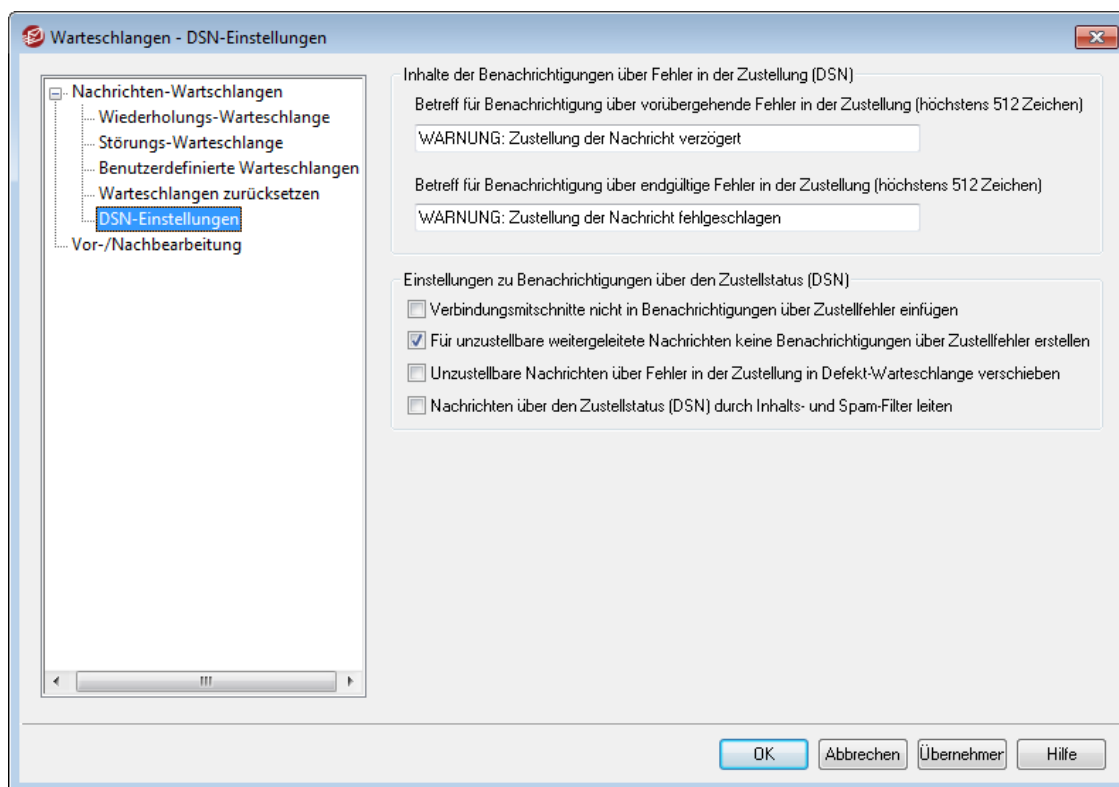 Warteschlangen - DSN-Einstellungen
Nachrichten-Wartschlangen
Wiederholungs-Warteschlange
Störungs-Warteschlange
Benutzerdefinierte Warteschlangen
Warteschlangen zurücksetzen
DSN-Einstellungen
Vor-/Nachbearbeitung
Inhalte der Benachrichtigungen über Fehler in der Zustellung (DSN)
Betreff für Benachrichtigung über vorübergehende Fehler in der Zustellung (höchstens 512 Zeichen)
WARNUNG: Zustellung der Nachricht verzögert
Betreff für Benachrichtigung über endgültige Fehler in der Zustellung (höchstens 512 Zeichen)
WARNUNG: Zustellung der Nachricht fehlgeschlagen
Einstellungen zu Benachrichtigungen über den Zustellstatus (DSN)
Verbindungsmitschnitte nicht in Benachrichtigungen über Zustellfehler einfügen
Für unzustellbare weitergeleitete Nachrichten keine Benachrichtigungen über Zustellfehler erstellen
Unzustellbare Nachrichten über Fehler in der Zustellung in Defekt-Warteschlange verschieben
Nachrichten über den Zustellstatus (DSN) durch Inhalts- und Spam-Filter leiten
OK
Abbrechen
Übernehmer
Hilfe